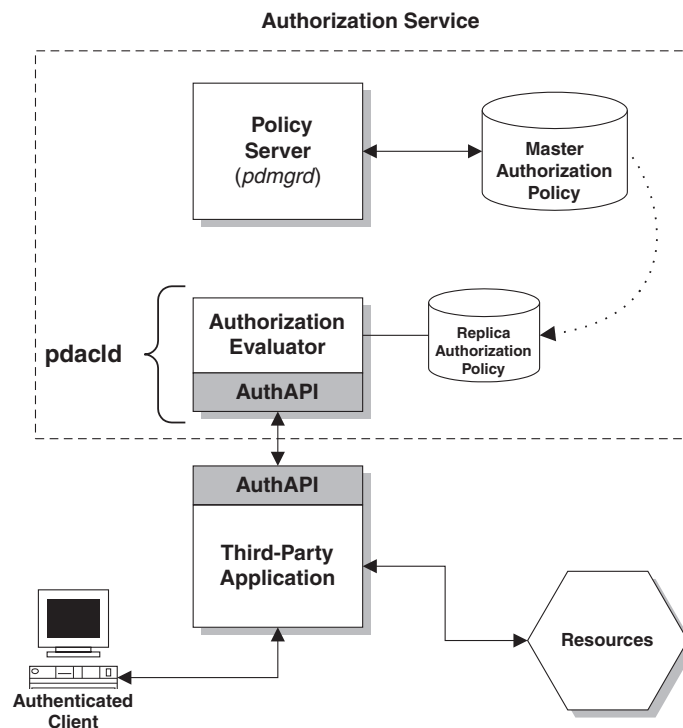 Authorization Service
Policy
Server
(pdmgrd)
Master
Authorization
Policy
pdacld
Authorization
Evaluator
AuthAPI
Replica
Authorization
Policy
AuthAPI
Third-Party
Application
Resources
Authenticated
Client